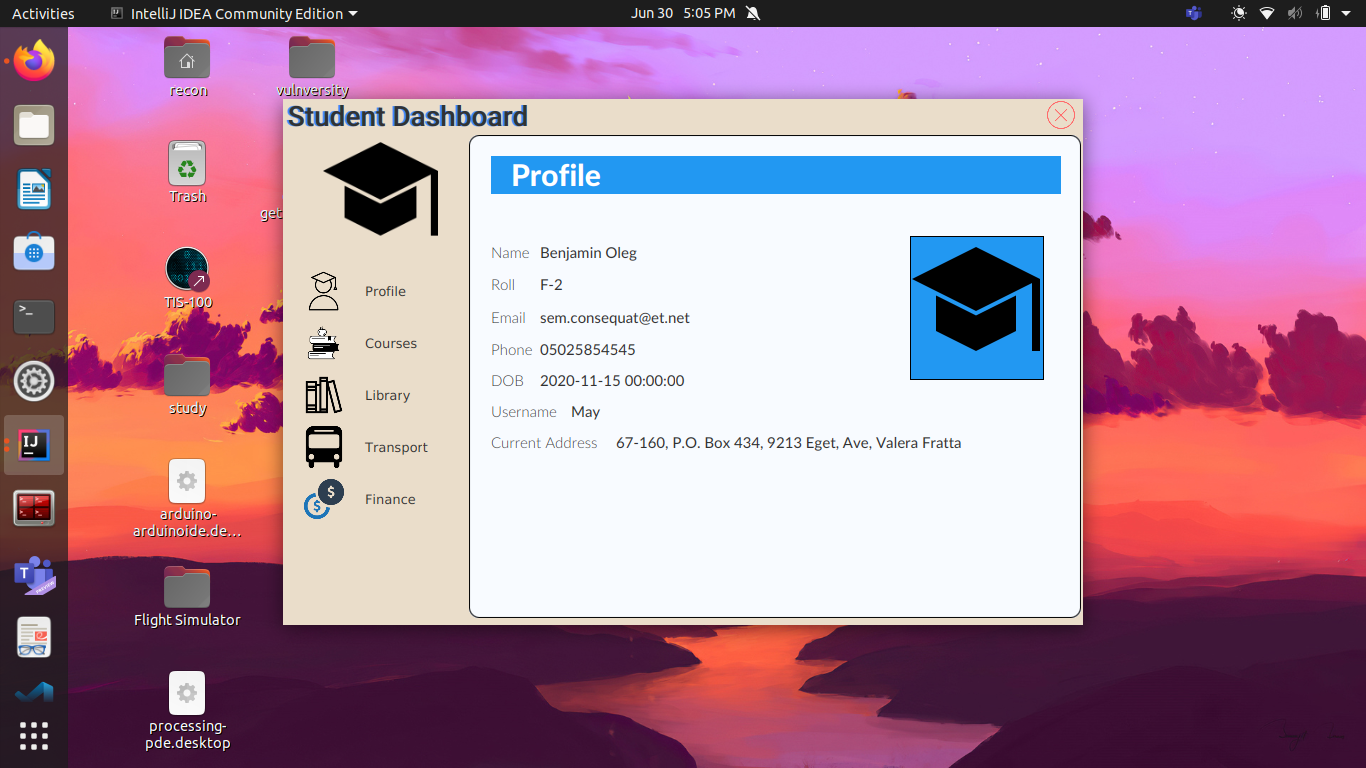 Activities
IntelliJ IDEA Community Edition
Jun 30 5:05 PM
recon
vulnversity
Trash
get
TIS-100
study
arduino-
arduinoide.de...
Flight Simulator
processing-
pde.desktop
>_
IJ
T
PREVIEW
Student Dashboard
Profile
Courses
Library
Transport
$
$
Finance
Profile
Name Benjamin Oleg
Roll F-2
Email sem.consequat@et.net
Phone 05025854545
DOB 2020-11-15 00:00:00
Username May
Current Address 67-160, P.O. Box 434, 9213 Eget, Ave, Valera Fratta